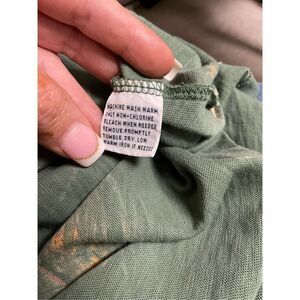 MACHINE WASH WARM
ONLY NON-CHLORINE
BLEACH WHEN NEEDED
REMOVE PROMPTLY
TUMBLE DRY LOW
WARM IRON IF NEEDED